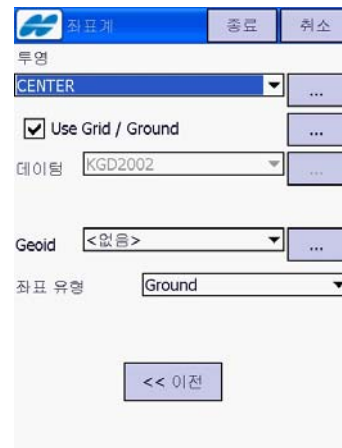 좌표계 종료 취소
투영
CENTER ...
Use Grid / Ground ...
데이텀 KGD2002 ...
Geoid <없음> ...
좌표 유형 Ground
<< 이전